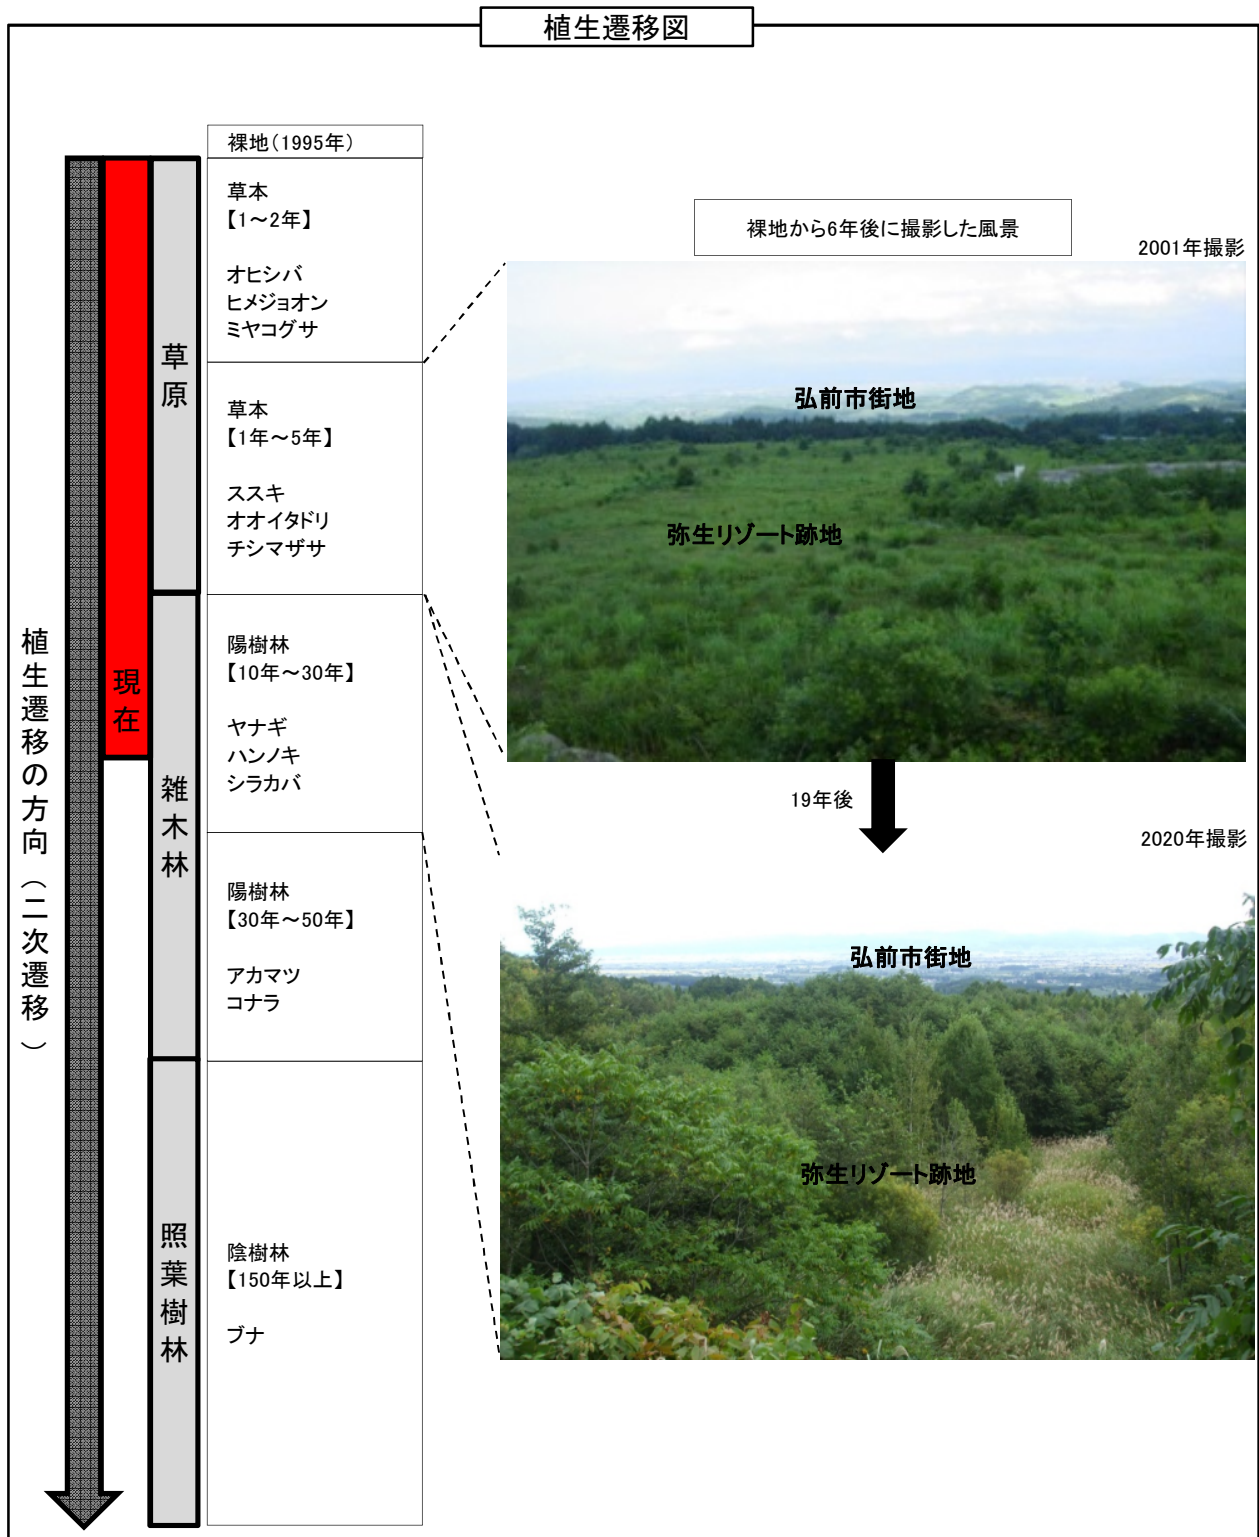 植生遷移図
裸地(1995年)
草本
【1～2年】
オヒシバ
ヒメジョオン
ミヤコグサ
草本
【1年～5年】
ススキ
オオイタドリ
チシマザサ
陽樹林
【10年～30年】
ヤナギ
ハンノキ
シラカバ
陽樹林
【30年～50年】
アカマツ
コナラ
陰樹林
【150年以上】
ブナ
草原
雑木林
照葉樹林
現在
植生遷移の方向(二次遷移)
裸地から6年後に撮影した風景
2001年撮影
弘前市街地
弥生リゾート跡地
19年後
2020年撮影
弘前市街地
弥生リゾート跡地